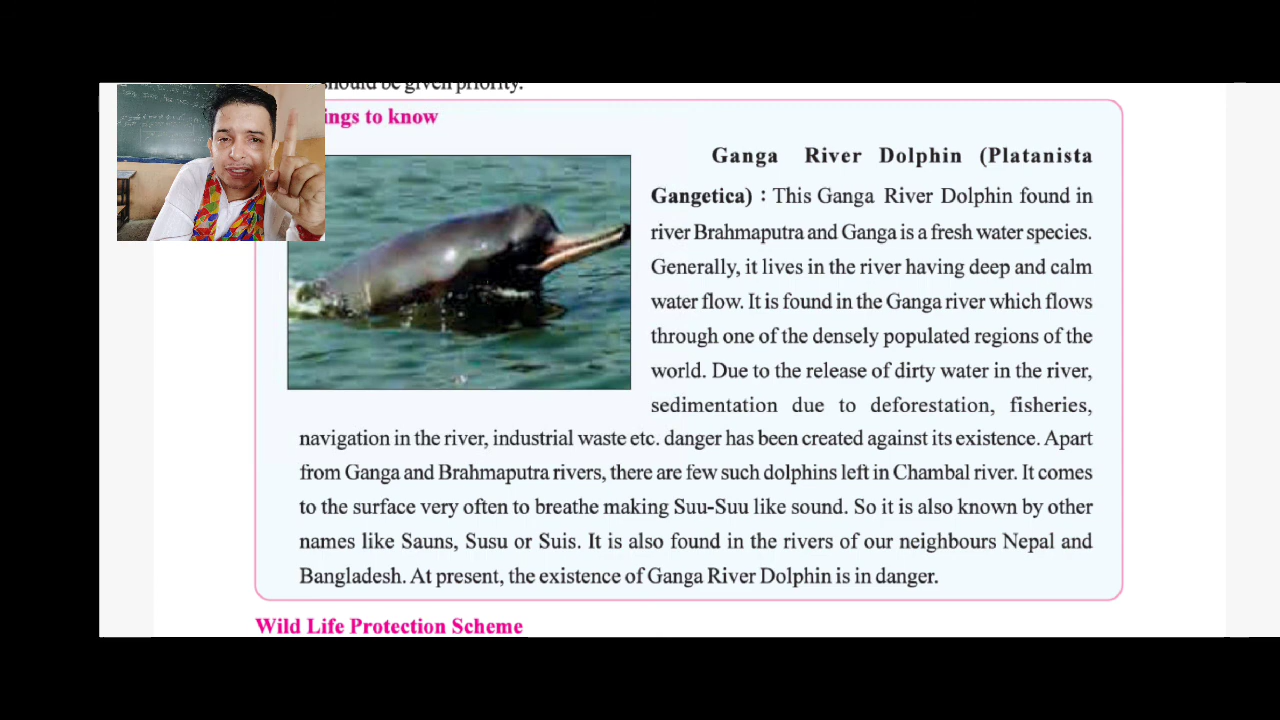 should be given priority.
ings to know
Ganga River Dolphin (Platanista
Gangetica) : This Ganga River Dolphin found in
river Brahmaputra and Ganga is a fresh water species.
Generally, it lives in the river having deep and calm
water flow. It is found in the Ganga river which flows
through one of the densely populated regions of the
world. Due to the release of dirty water in the river,
sedimentation due to deforestation, fisheries,
navigation in the river, industrial waste etc. danger has been created against its existence. Apart
from Ganga and Brahmaputra rivers, there are few such dolphins left in Chambal river. It comes
to the surface very often to breathe making Suu-Suu like sound. So it is also known by other
names like Sauns, Susu or Suis. It is also found in the rivers of our neighbours Nepal and
Bangladesh. At present, the existence of Ganga River Dolphin is in danger.
Wild Life Protection Scheme